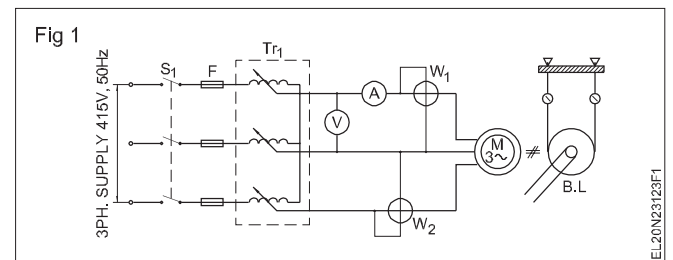 Fig 1
3PH. SUPPLY 415V, 50Hz
S1
F
Tr1
A
V
W1
W2
M
3~
B.L
EL20N23123F1